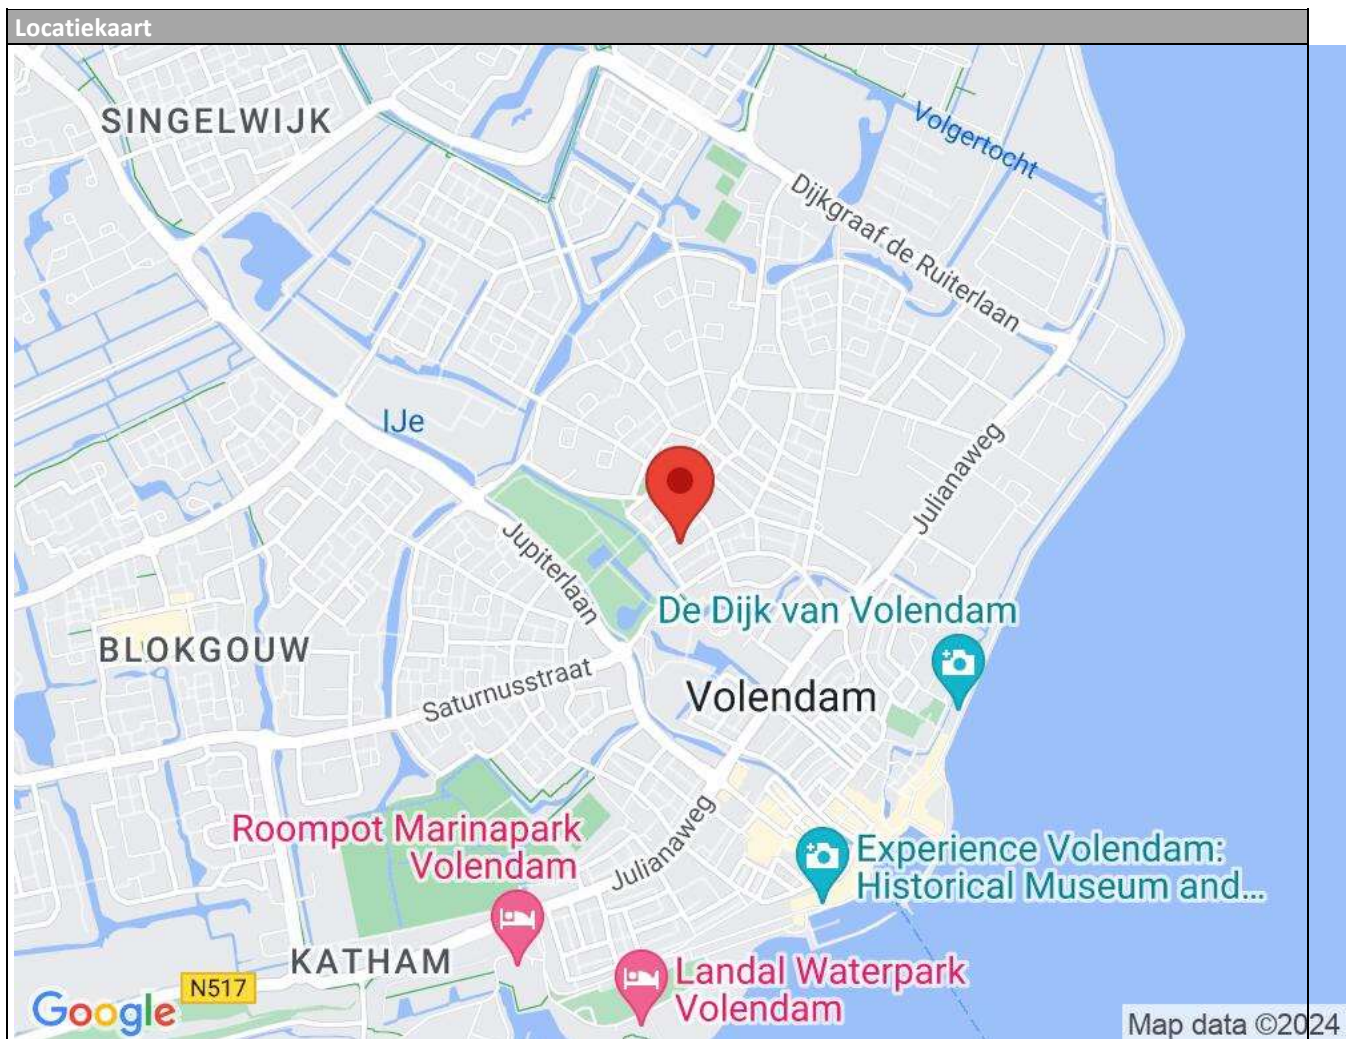 Locatiekaart
SINGELWIJK
Volgertocht
Dijkgraaf de Ruiterlaan
IJe
Julianaweg
Jupiterlaan
De Dijk van Volendam
BLOKGOUW
Saturnusstraat
Volendam
Roompot Marinapark
Volendam
Julianaweg
Experience Volendam:
Historical Museum and...
KATHAM
Landal Waterpark
Volendam
N517
Google
Map data ©2024